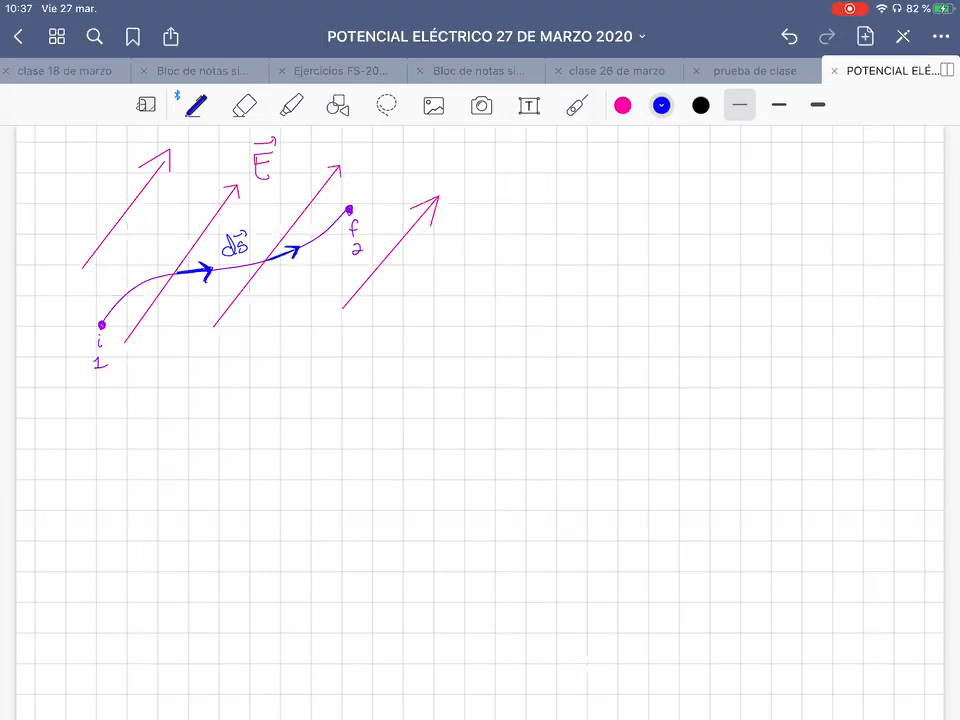 10:37 Vie 27 mar. 82 %
POTENCIAL ELÉCTRICO 27 DE MARZO 2020
clase 18 de marzo Bloc de notas si... Ejercicios FS-20... Bloc de notas si... clase 26 de marzo prueba de clase POTENCIAL ELÉ...
T
E⃗
f
2
ds⃗
i
1